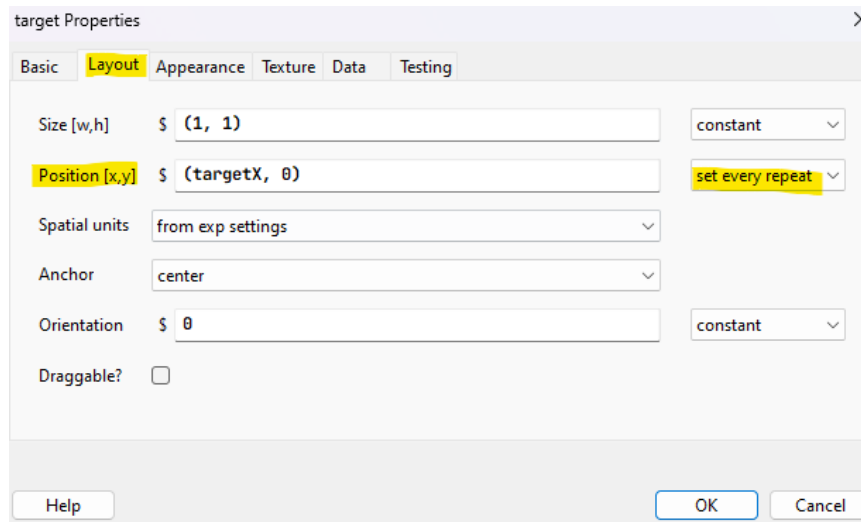 target Properties
Basic Layout Appearance Texture Data Testing
Size [w,h] $ (1, 1) constant
Position [x,y] $ (targetX, 0) set every repeat
Spatial units from exp settings
Anchor center
Orientation $ 0 constant
Draggable?
Help OK Cancel